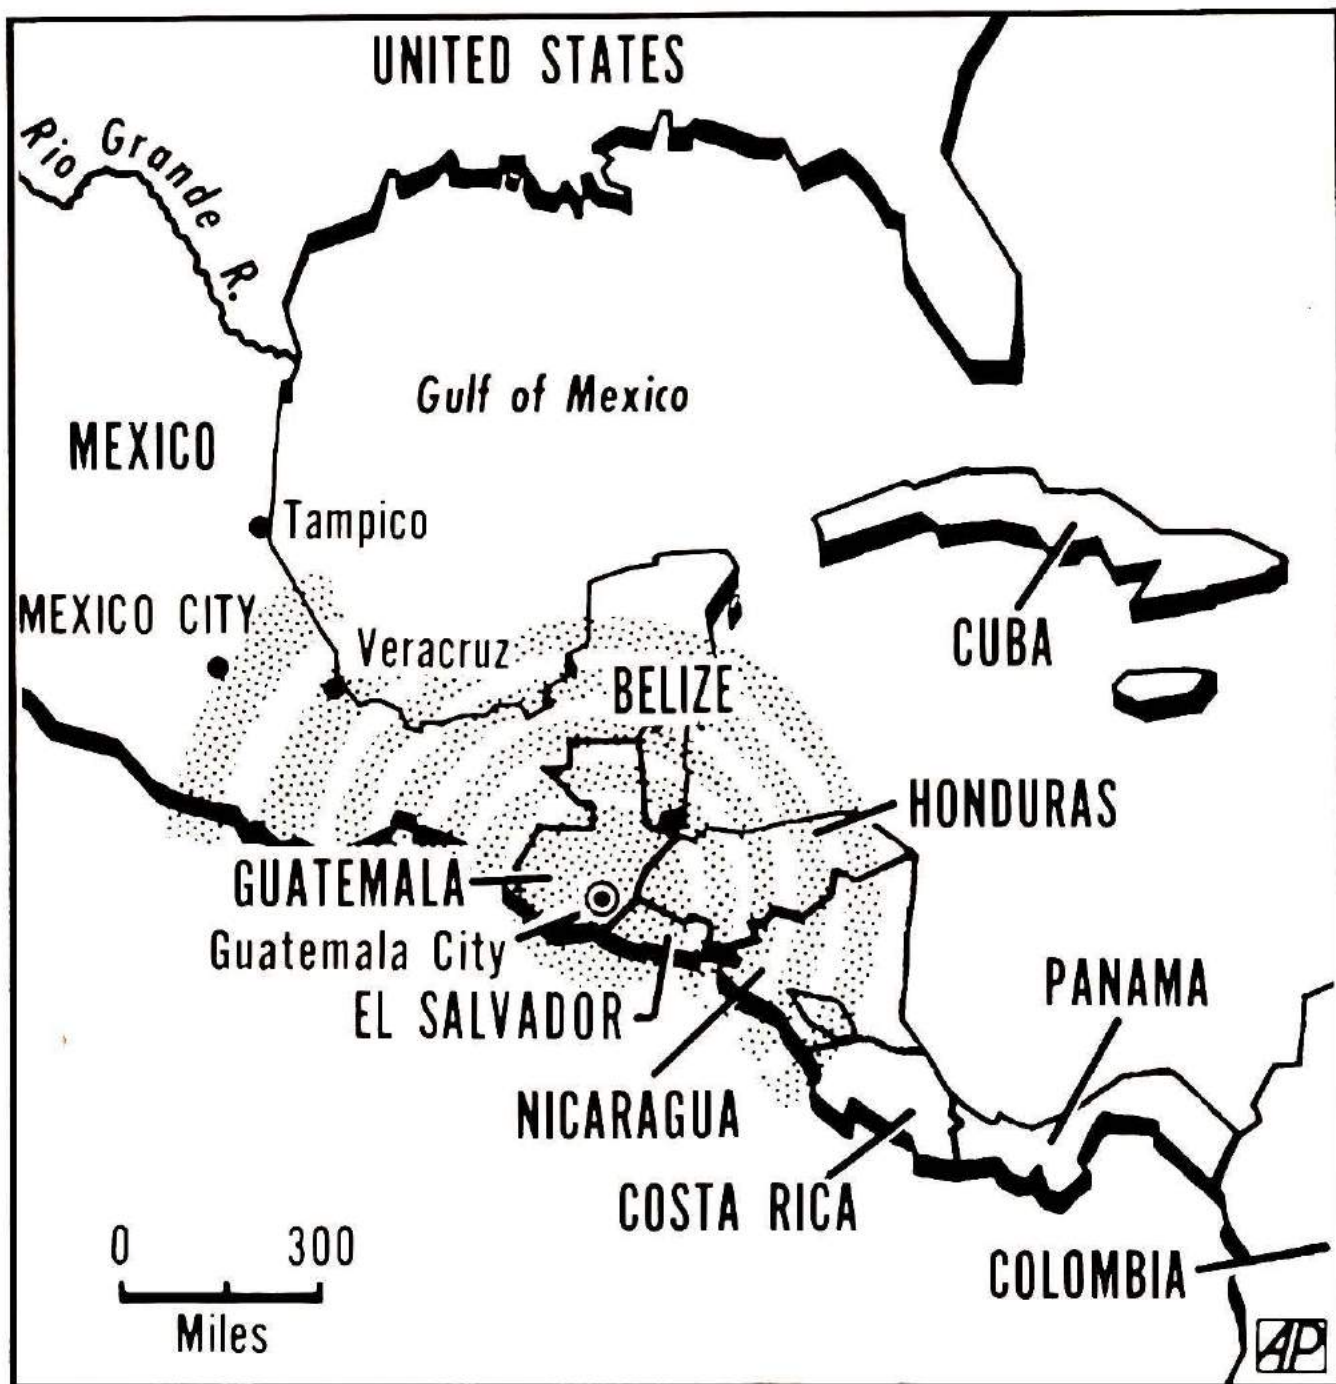 UNITED STATES
Rio Grande R.
Gulf of Mexico
MEXICO
Tampico
MEXICO CITY
Veracruz
CUBA
BELIZE
HONDURAS
GUATEMALA
Guatemala City
EL SALVADOR
PANAMA
NICARAGUA
COSTA RICA
COLOMBIA
0 300
Miles
AP